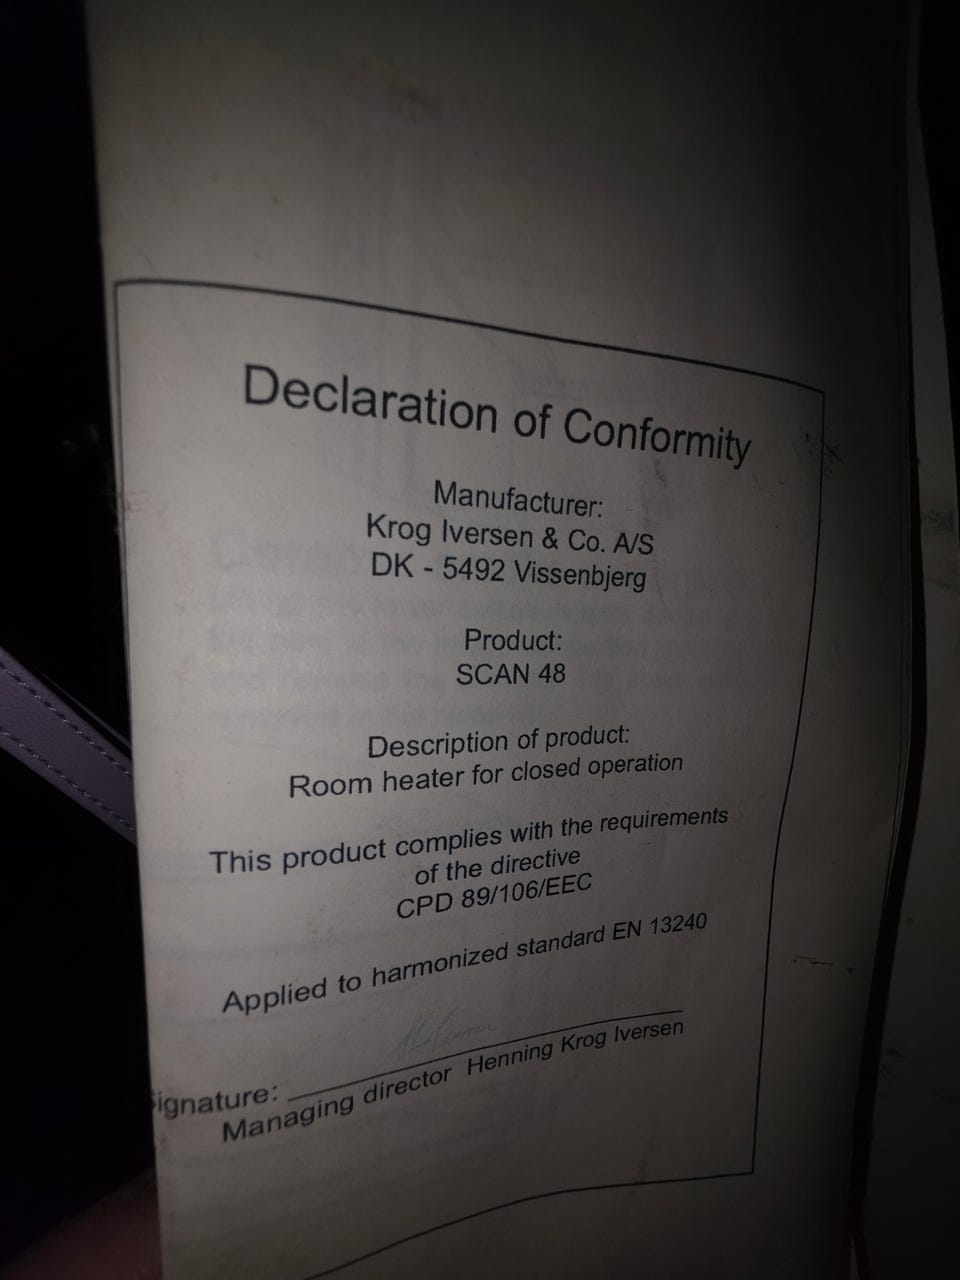 Declaration of Conformity
Manufacturer:
Krog Iversen & Co. A/S
DK - 5492 Vissenbjerg
Product:
SCAN 48
Description of product:
Room heater for closed operation
This product complies with the requirements
of the directive
CPD 89/106/EEC
Applied to harmonized standard EN 13240
ignature:
Managing director Henning Krog Iversen